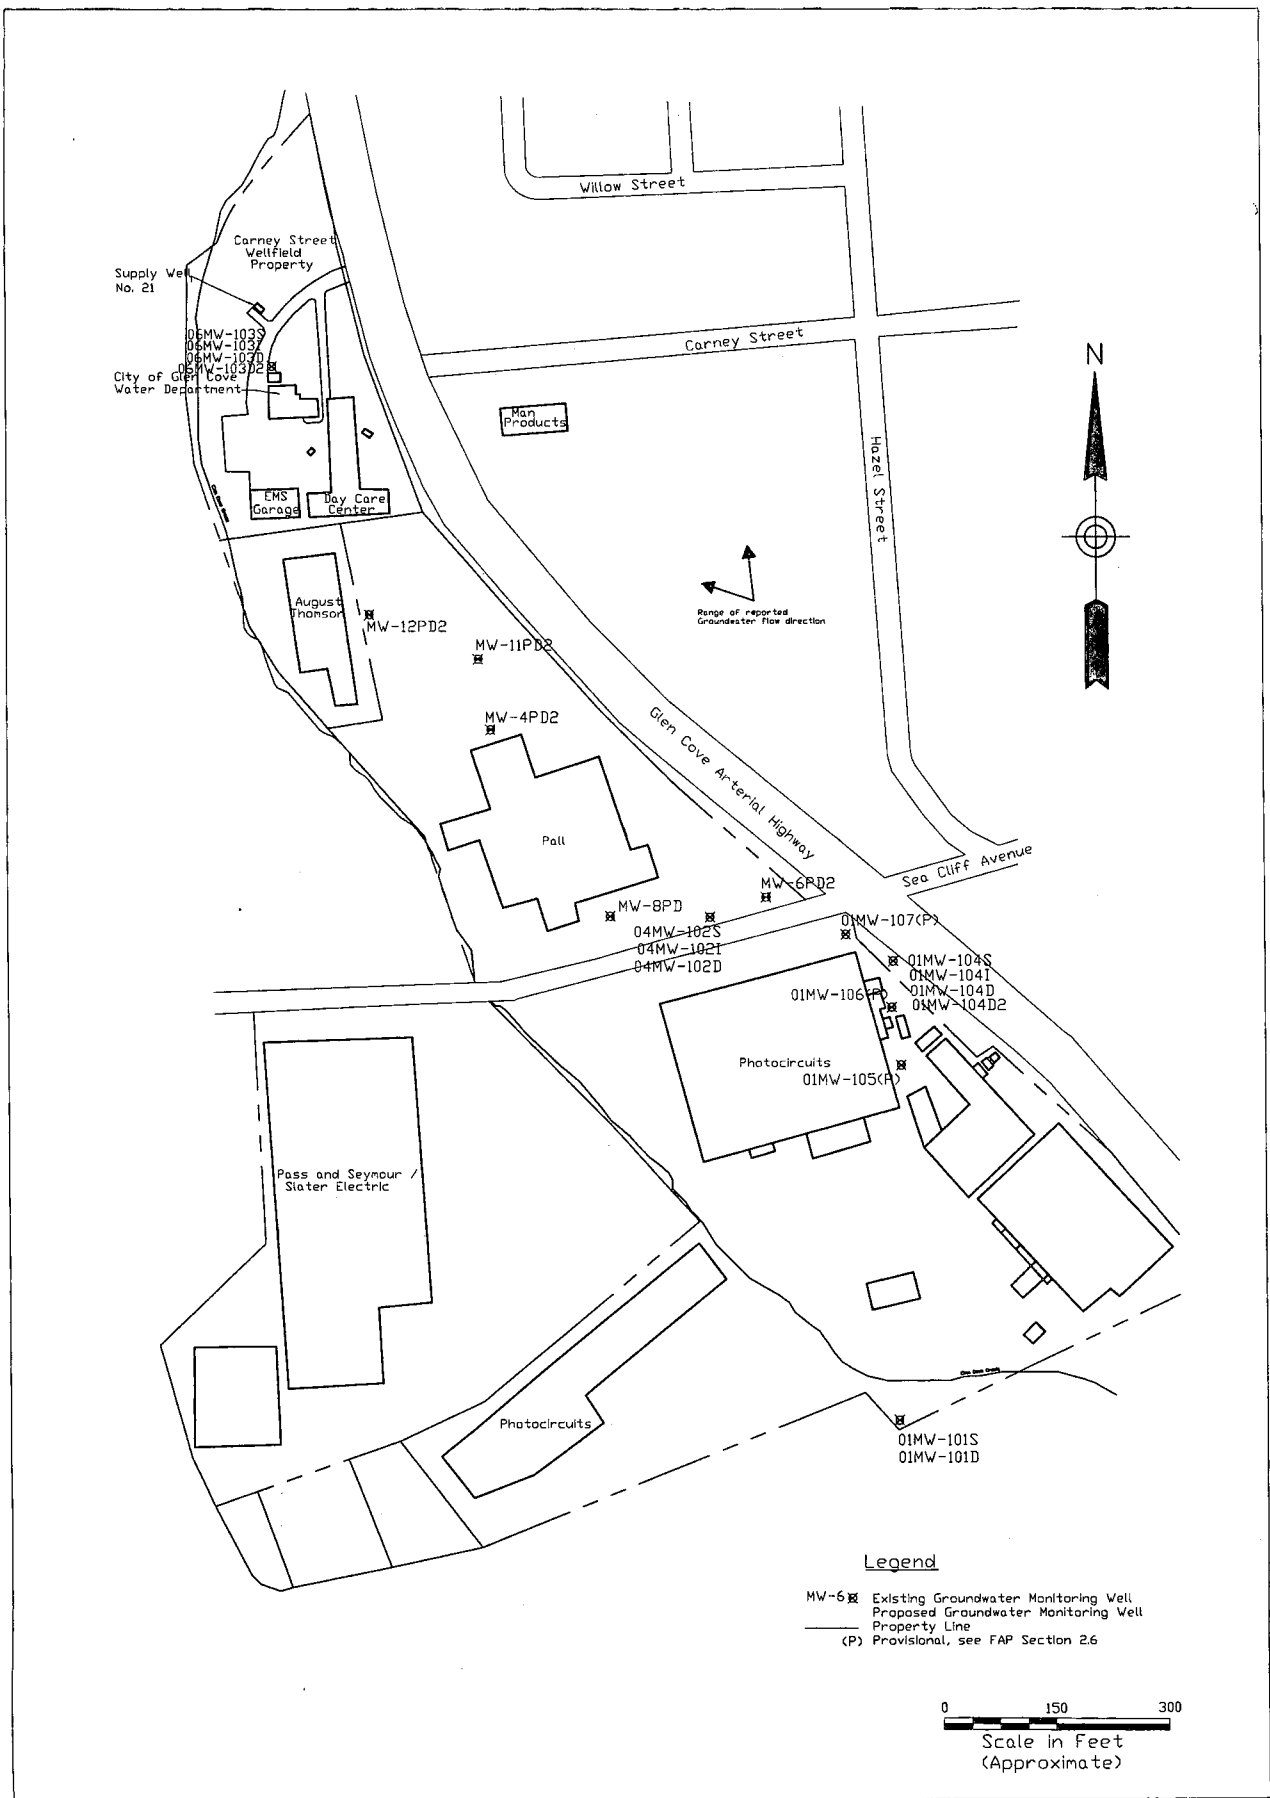 Willow Street
Carney Street
Wellfield
Property
Supply Well
No. 21
06MW-103S
06MW-103I
06MW-103D
06MW-103D2
City of Glen Cove
Water Department
Carney Street
Man
Products
N
Hazel Street
EMS
Garage
Day Care
Center
August
Thomson
MW-12PD2
MW-11PD2
Range of reported
Groundwater flow direction
MW-4PD2
Glen Cove Arterial Highway
Pall
Sea Cliff Avenue
MW-6PD2
MW-8PD
04MW-102S
04MW-102I
04MW-102D
01MW-107(P)
01MW-104S
01MW-104I
01MW-104D
01MW-104D2
01MW-106(P)
Photocircuits
01MW-105(P)
Pass and Seymour /
Slater Electric
Photocircuits
01MW-101S
01MW-101D
Legend
MW-6 Existing Groundwater Monitoring Well
Proposed Groundwater Monitoring Well
Property Line
(P) Provisional, see FAP Section 2.6
0 150 300
Scale in Feet
(Approximate)